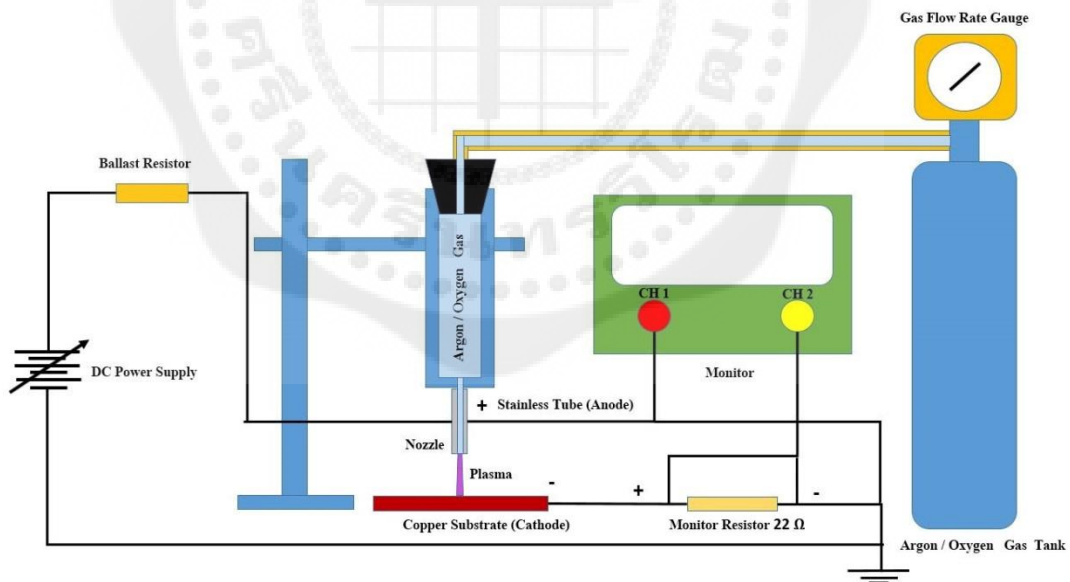 Gas Flow Rate Gauge
Ballast Resistor
Argon / Oxygen Gas
CH 1
CH 2
DC Power Supply
Monitor
+ Stainless Tube (Anode)
Nozzle
Plasma
-
+
-
Copper Substrate (Cathode)
Monitor Resistor 22 Ω
Argon / Oxygen Gas Tank